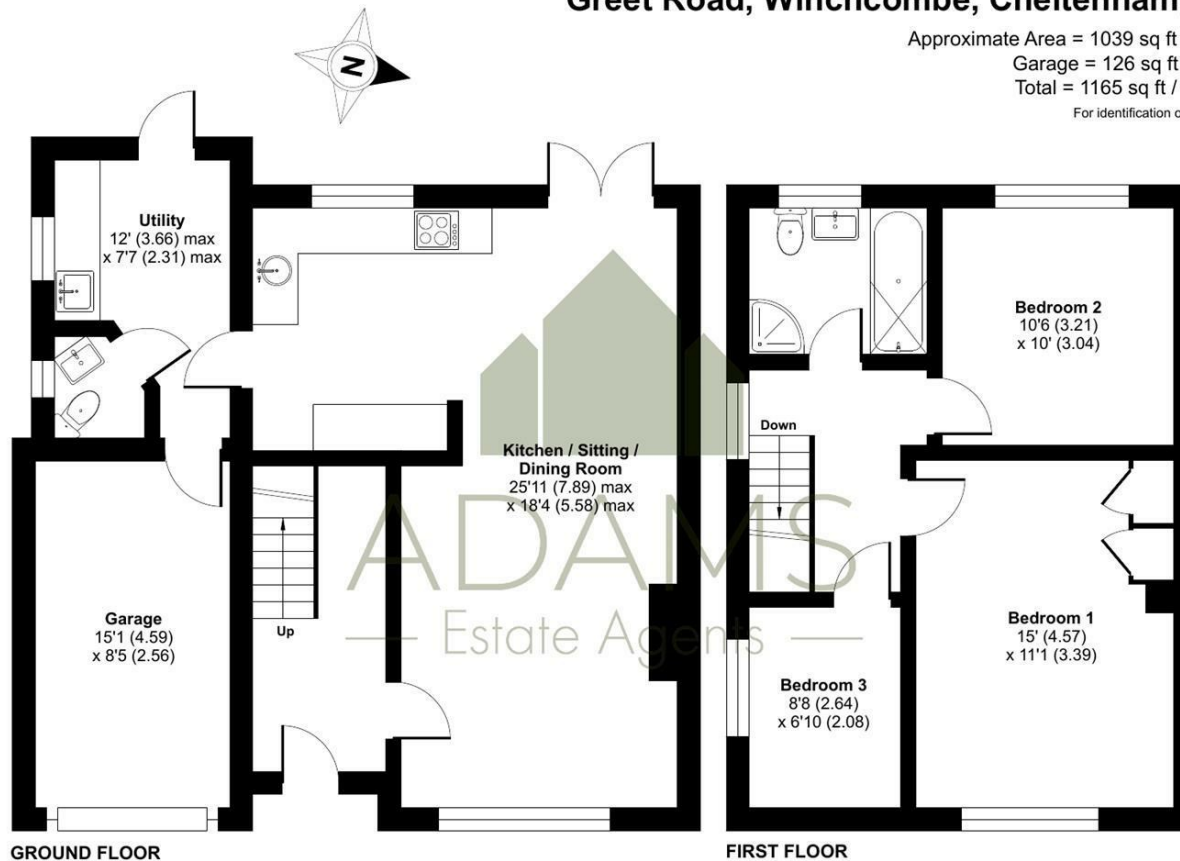 Greet Road, Winchcombe, Cheltenham
Approximate Area = 1039 sq ft
Garage = 126 sq ft
Total = 1165 sq ft /
For identification
N
Utility
12' (3.66) max
x 7'7 (2.31) max
Kitchen / Sitting /
Dining Room
25'11 (7.89) max
x 18'4 (5.58) max
Garage
15'1 (4.59)
x 8'5 (2.56)
Up
GROUND FLOOR
Bedroom 2
10'6 (3.21)
x 10' (3.04)
Down
Bedroom 1
15' (4.57)
x 11'1 (3.39)
Bedroom 3
8'8 (2.64)
x 6'10 (2.08)
FIRST FLOOR
ADAMS
Estate Agents